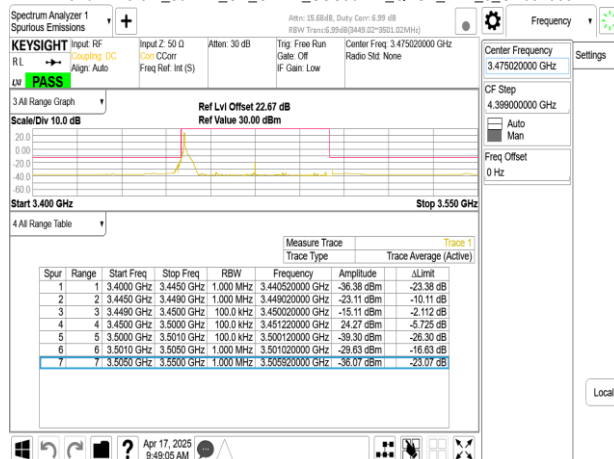 Spectrum Analyzer 1
Spurious Emissions
Attn: 15.68dB, Duty Corr: 6.99 dB
RBW Trans:6.99dB(3449.02~3501.02MHz)
Frequency
KEYSIGHT
RL
Input: RF
Coupling: DC
Align: Auto
Input Z: 50 Ω
Corr CCorr
Freq Ref: Int (S)
Atten: 30 dB
Trig: Free Run
Gate: Off
IF Gain: Low
Center Freq: 3.475020000 GHz
Radio Std: None
PASS
Center Frequency
3.475020000 GHz
Settings
CF Step
4.399000000 GHz
Auto
Man
Freq Offset
0 Hz
3 All Range Graph
Scale/Div 10.0 dB
Ref Lvl Offset 22.67 dB
Ref Value 30.00 dBm
20.0
0.00
-20.0
-40.0
-60.0
Start 3.400 GHz
Stop 3.550 GHz
4 All Range Table
Measure Trace Trace 1
Trace Type Trace Average (Active)
Spur Range Start Freq Stop Freq RBW Frequency Amplitude ΔLimit
1 1 3.4000 GHz 3.4450 GHz 1.000 MHz 3.440520000 GHz -36.38 dBm -23.38 dB
2 2 3.4450 GHz 3.4490 GHz 1.000 MHz 3.449020000 GHz -23.11 dBm -10.11 dB
3 3 3.4490 GHz 3.4500 GHz 100.0 kHz 3.450020000 GHz -15.11 dBm -2.112 dB
4 4 3.4500 GHz 3.5000 GHz 100.0 kHz 3.451220000 GHz 24.27 dBm -5.725 dB
5 5 3.5000 GHz 3.5010 GHz 100.0 kHz 3.500120000 GHz -39.30 dBm -26.30 dB
6 6 3.5010 GHz 3.5050 GHz 1.000 MHz 3.501020000 GHz -29.63 dBm -16.63 dB
7 7 3.5050 GHz 3.5500 GHz 1.000 MHz 3.505920000 GHz -36.07 dBm -23.07 dB
Local
?
Apr 17, 2025
9:49:05 AM